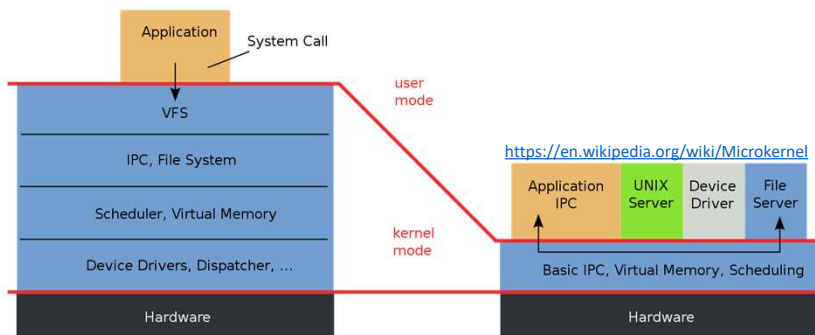 Application
System Call
VFS
IPC, File System
Scheduler, Virtual Memory
Device Drivers, Dispatcher, ...
Hardware
user
mode
kernel
mode
https://en.wikipedia.org/wiki/Microkernel
Application
IPC
UNIX
Server
Device
Driver
File
Server
Basic IPC, Virtual Memory, Scheduling
Hardware